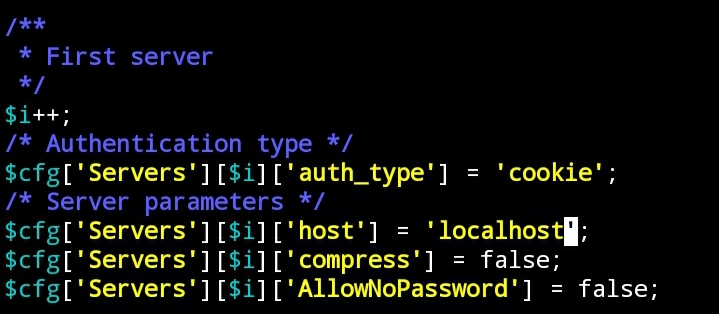 /**
 * First server
 */
$i++;
/* Authentication type */
$cfg['Servers'][$i]['auth_type'] = 'cookie';
/* Server parameters */
$cfg['Servers'][$i]['host'] = 'localhost';
$cfg['Servers'][$i]['compress'] = false;
$cfg['Servers'][$i]['AllowNoPassword'] = false;